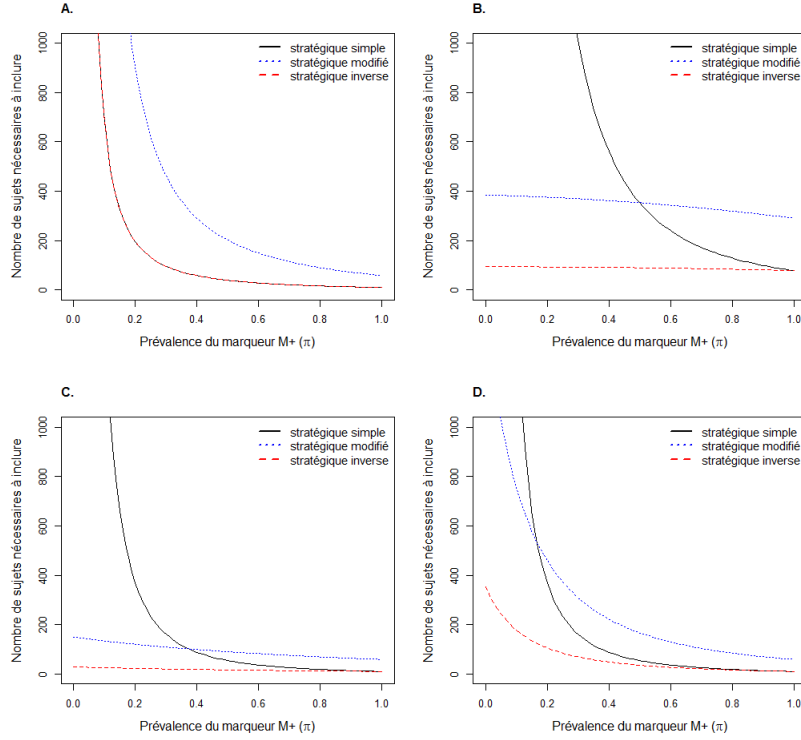 A.
stratégique simple
stratégique modifié
stratégique inverse
Nombre de sujets nécessaires à inclure
0 200 400 600 800 1000
0.0 0.2 0.4 0.6 0.8 1.0
Prévalence du marqueur M+ (π)
B.
stratégique simple
stratégique modifié
stratégique inverse
Nombre de sujets nécessaires à inclure
0 200 400 600 800 1000
0.0 0.2 0.4 0.6 0.8 1.0
Prévalence du marqueur M+ (π)
C.
stratégique simple
stratégique modifié
stratégique inverse
Nombre de sujets nécessaires à inclure
0 200 400 600 800 1000
0.0 0.2 0.4 0.6 0.8 1.0
Prévalence du marqueur M+ (π)
D.
stratégique simple
stratégique modifié
stratégique inverse
Nombre de sujets nécessaires à inclure
0 200 400 600 800 1000
0.0 0.2 0.4 0.6 0.8 1.0
Prévalence du marqueur M+ (π)